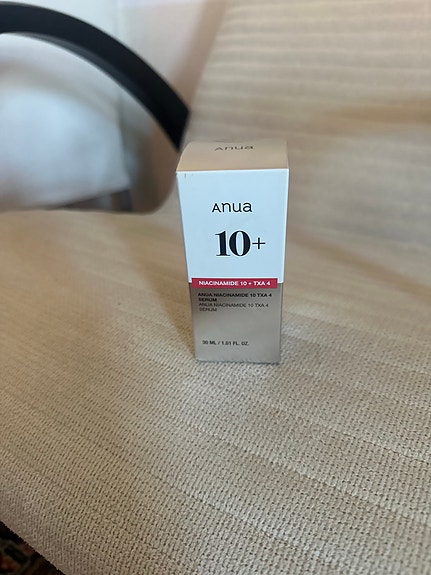 Anua
Anua
10+
NIACINAMIDE 10 + TXA 4
ANUA NIACINAMIDE 10 TXA 4
SERUM
ANUA NIACINAMIDE 10 TXA 4
SERUM
30 ML / 1.01 FL. OZ.